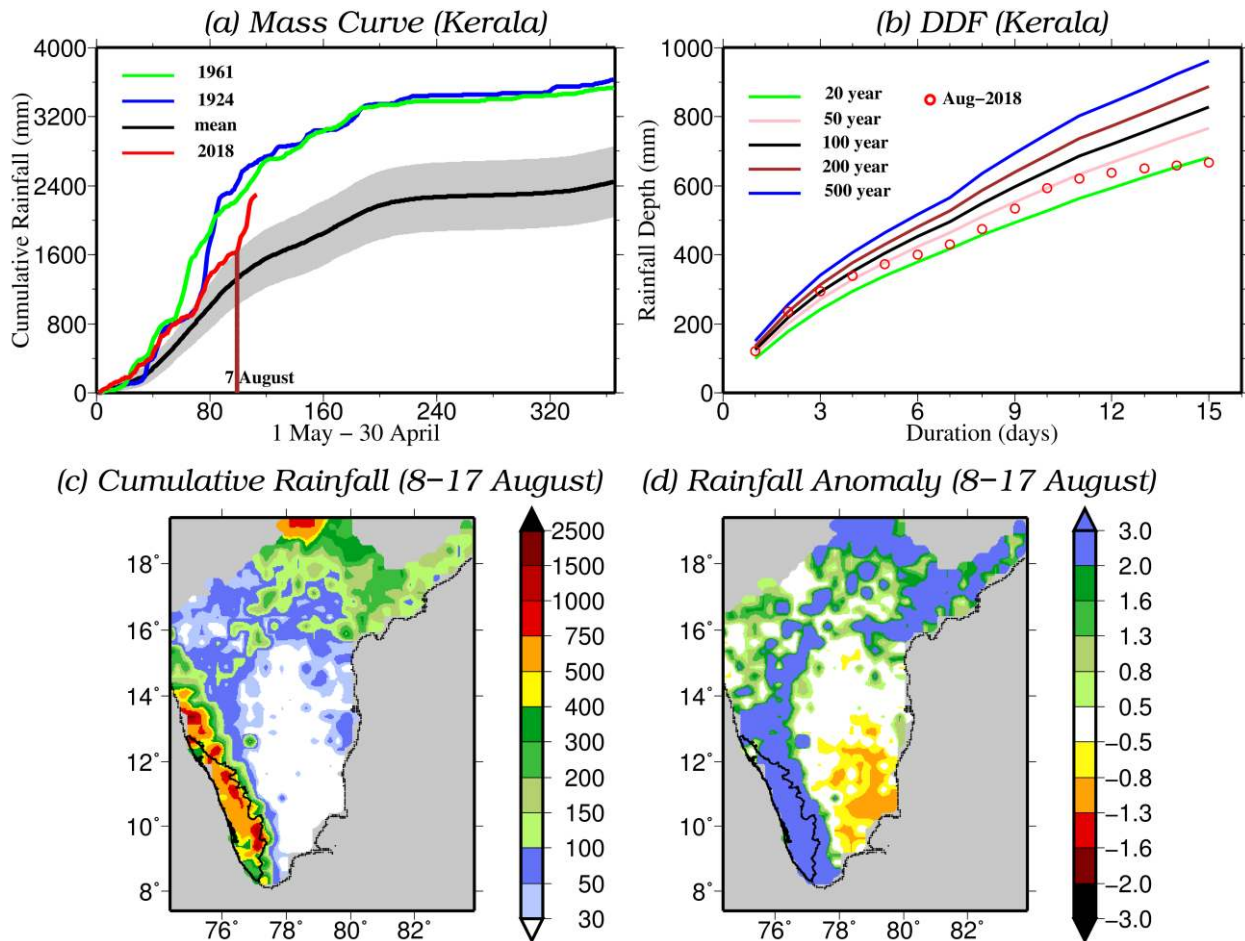 (a) Mass Curve (Kerala)
4000
3200
2400
1600
800
0
Cumulative Rainfall (mm)
1961
1924
mean
2018
7 August
0 80 160 240 320
1 May – 30 April
(b) DDF (Kerala)
1000
800
600
400
200
0
Rainfall Depth (mm)
20 year
50 year
100 year
200 year
500 year
Aug–2018
0 3 6 9 12 15
Duration (days)
(c) Cumulative Rainfall (8–17 August)
18°
16°
14°
12°
10°
8°
76° 78° 80° 82°
2500
1500
1000
750
500
400
300
200
150
100
50
30
(d) Rainfall Anomaly (8–17 August)
18°
16°
14°
12°
10°
8°
76° 78° 80° 82°
3.0
2.0
1.6
1.3
0.8
0.5
−0.5
−0.8
−1.3
−1.6
−2.0
−3.0